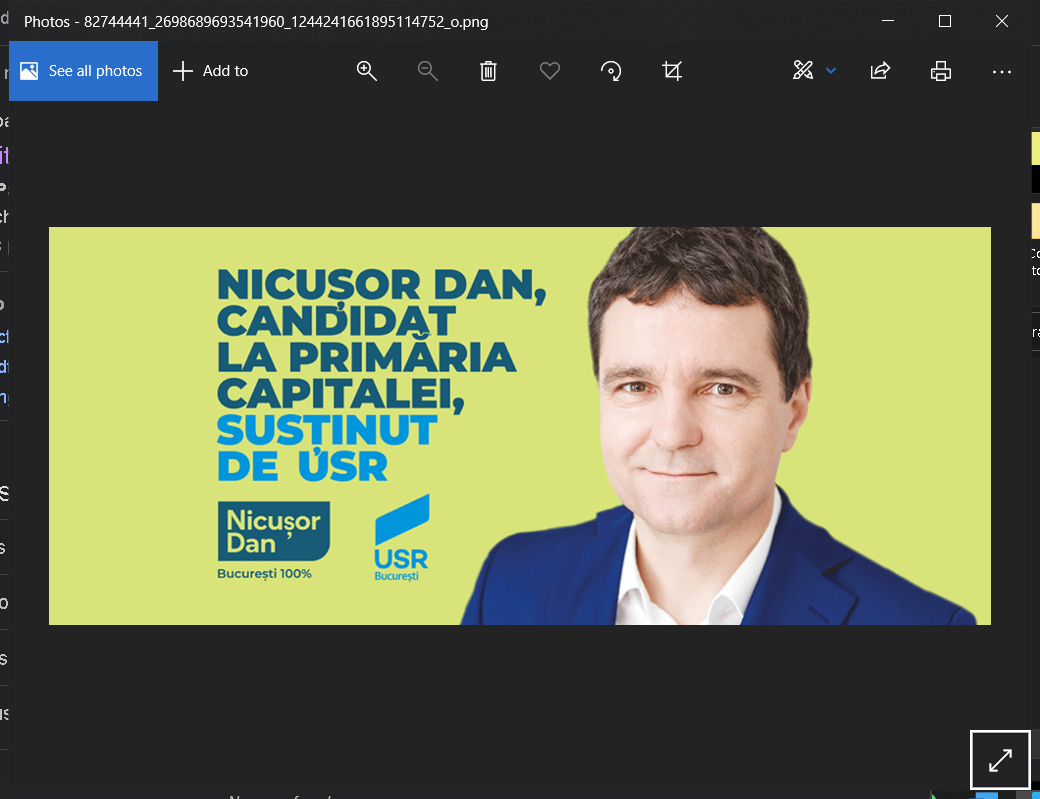 Photos - 82744441_2698689693541960_1244241661895114752_o.png
See all photos
Add to
NICUȘOR DAN,
CANDIDAT
LA PRIMĂRIA
CAPITALEI,
SUSȚINUT
DE USR
Nicușor
Dan
București 100%
USR
București